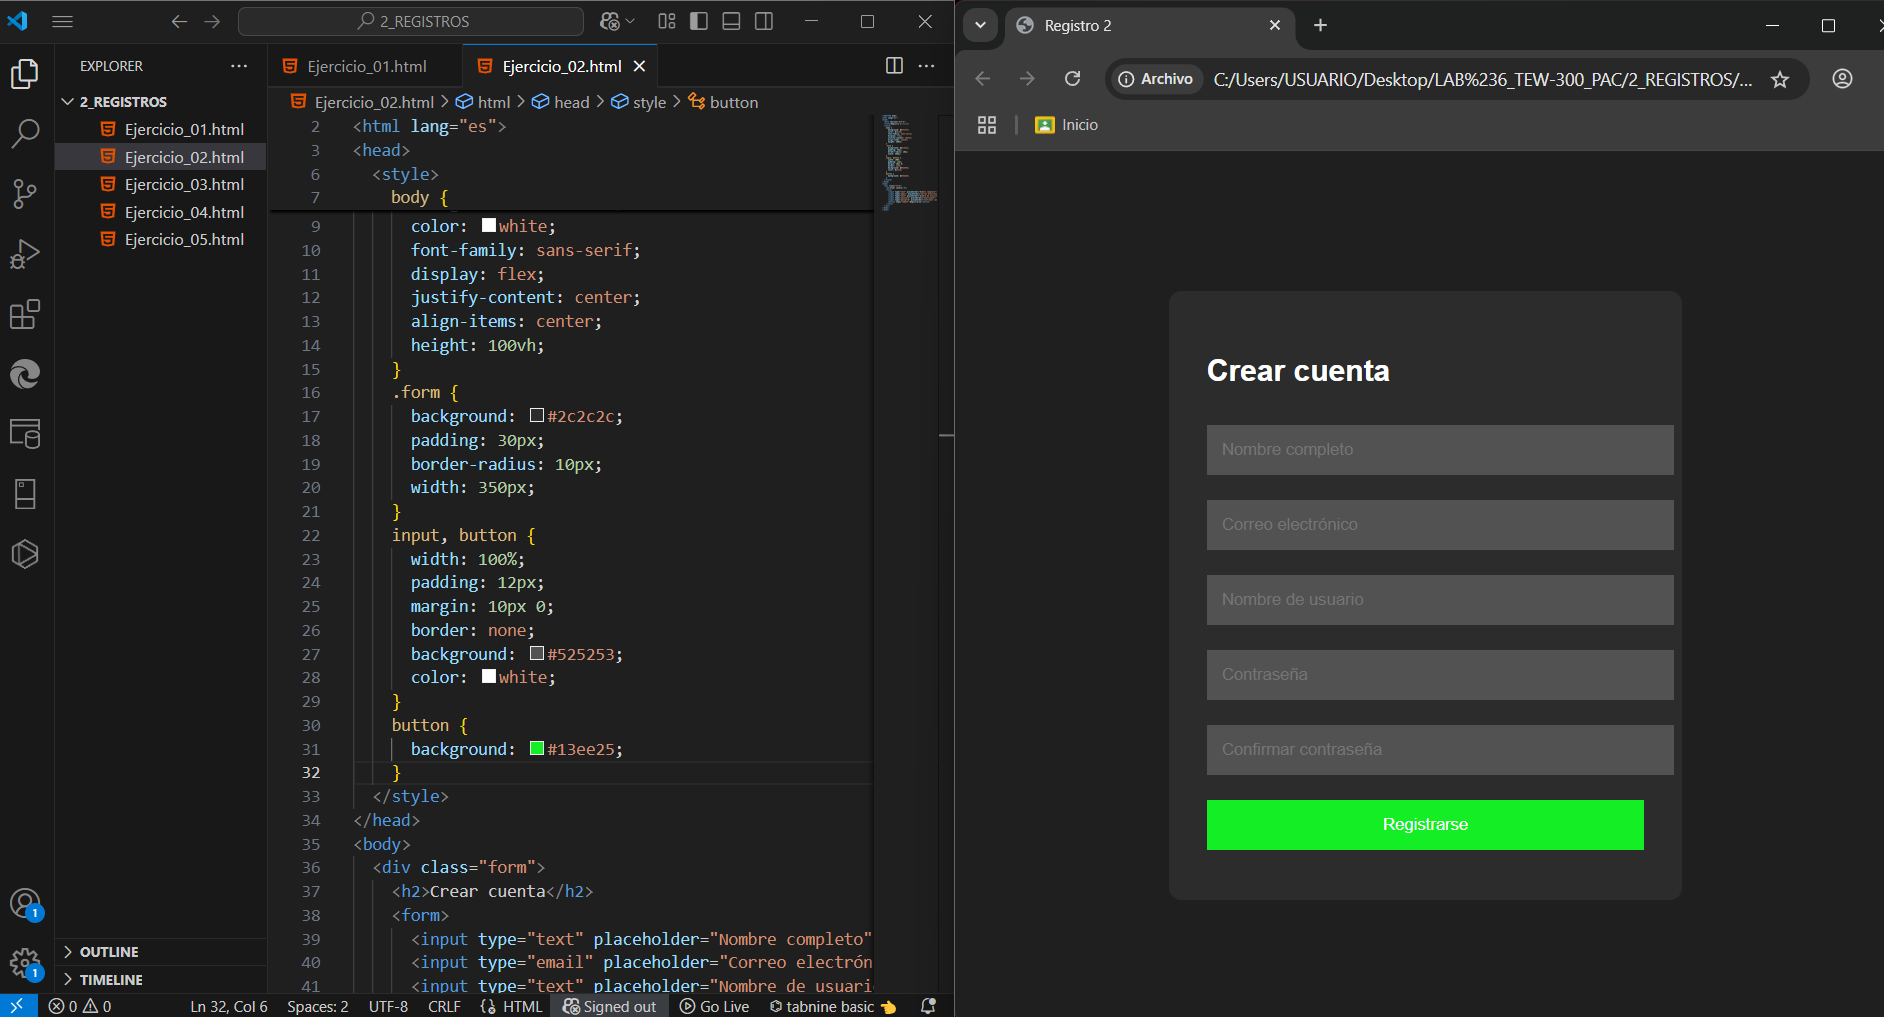 2_REGISTROS
EXPLORER
2_REGISTROS
Ejercicio_01.html
Ejercicio_02.html
Ejercicio_03.html
Ejercicio_04.html
Ejercicio_05.html
OUTLINE
TIMELINE
1
1
Ejercicio_01.html
Ejercicio_02.html
Ejercicio_02.html > html > head > style > button
2 <html lang="es">
3 <head>
6 <style>
7 body {
9 color: white;
10 font-family: sans-serif;
11 display: flex;
12 justify-content: center;
13 align-items: center;
14 height: 100vh;
15 }
16 .form {
17 background: #2c2c2c;
18 padding: 30px;
19 border-radius: 10px;
20 width: 350px;
21 }
22 input, button {
23 width: 100%;
24 padding: 12px;
25 margin: 10px 0;
26 border: none;
27 background: #525253;
28 color: white;
29 }
30 button {
31 background: #13ee25;
32 }
33 </style>
34 </head>
35 <body>
36 <div class="form">
37 <h2>Crear cuenta</h2>
38 <form>
39 <input type="text" placeholder="Nombre completo"
40 <input type="email" placeholder="Correo electrón
41 <input type="text" placeholder="Nombre de usuari
0 0 Ln 32, Col 6 Spaces: 2 UTF-8 CRLF {} HTML Signed out Go Live tabnine basic
Registro 2
Archivo C:/Users/USUARIO/Desktop/LAB%236_TEW-300_PAC/2_REGISTROS/...
Inicio
Crear cuenta
Nombre completo
Correo electrónico
Nombre de usuario
Contraseña
Confirmar contraseña
Registrarse